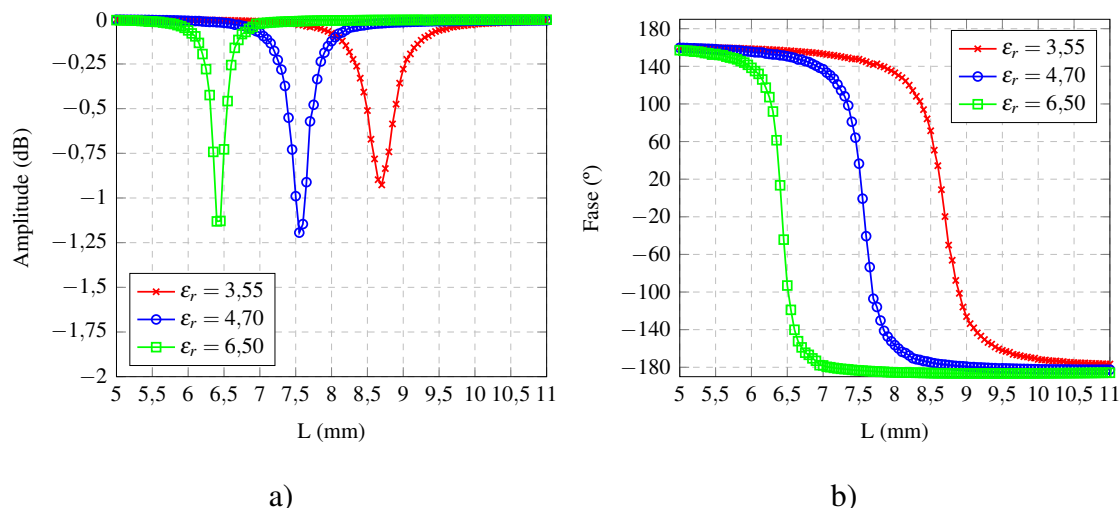 0
−0,25
−0,5
−0,75
−1
−1,25
−1,5
−1,75
−2
5 5,5 6 6,5 7 7,5 8 8,5 9 9,5 10 10,5 11
L (mm)
Amplitude (dB)
εr = 3,55
εr = 4,70
εr = 6,50
a)
180
140
100
60
20
−20
−60
−100
−140
−180
5 5,5 6 6,5 7 7,5 8 8,5 9 9,5 10 10,5 11
L (mm)
Fase (º)
εr = 3,55
εr = 4,70
εr = 6,50
b)